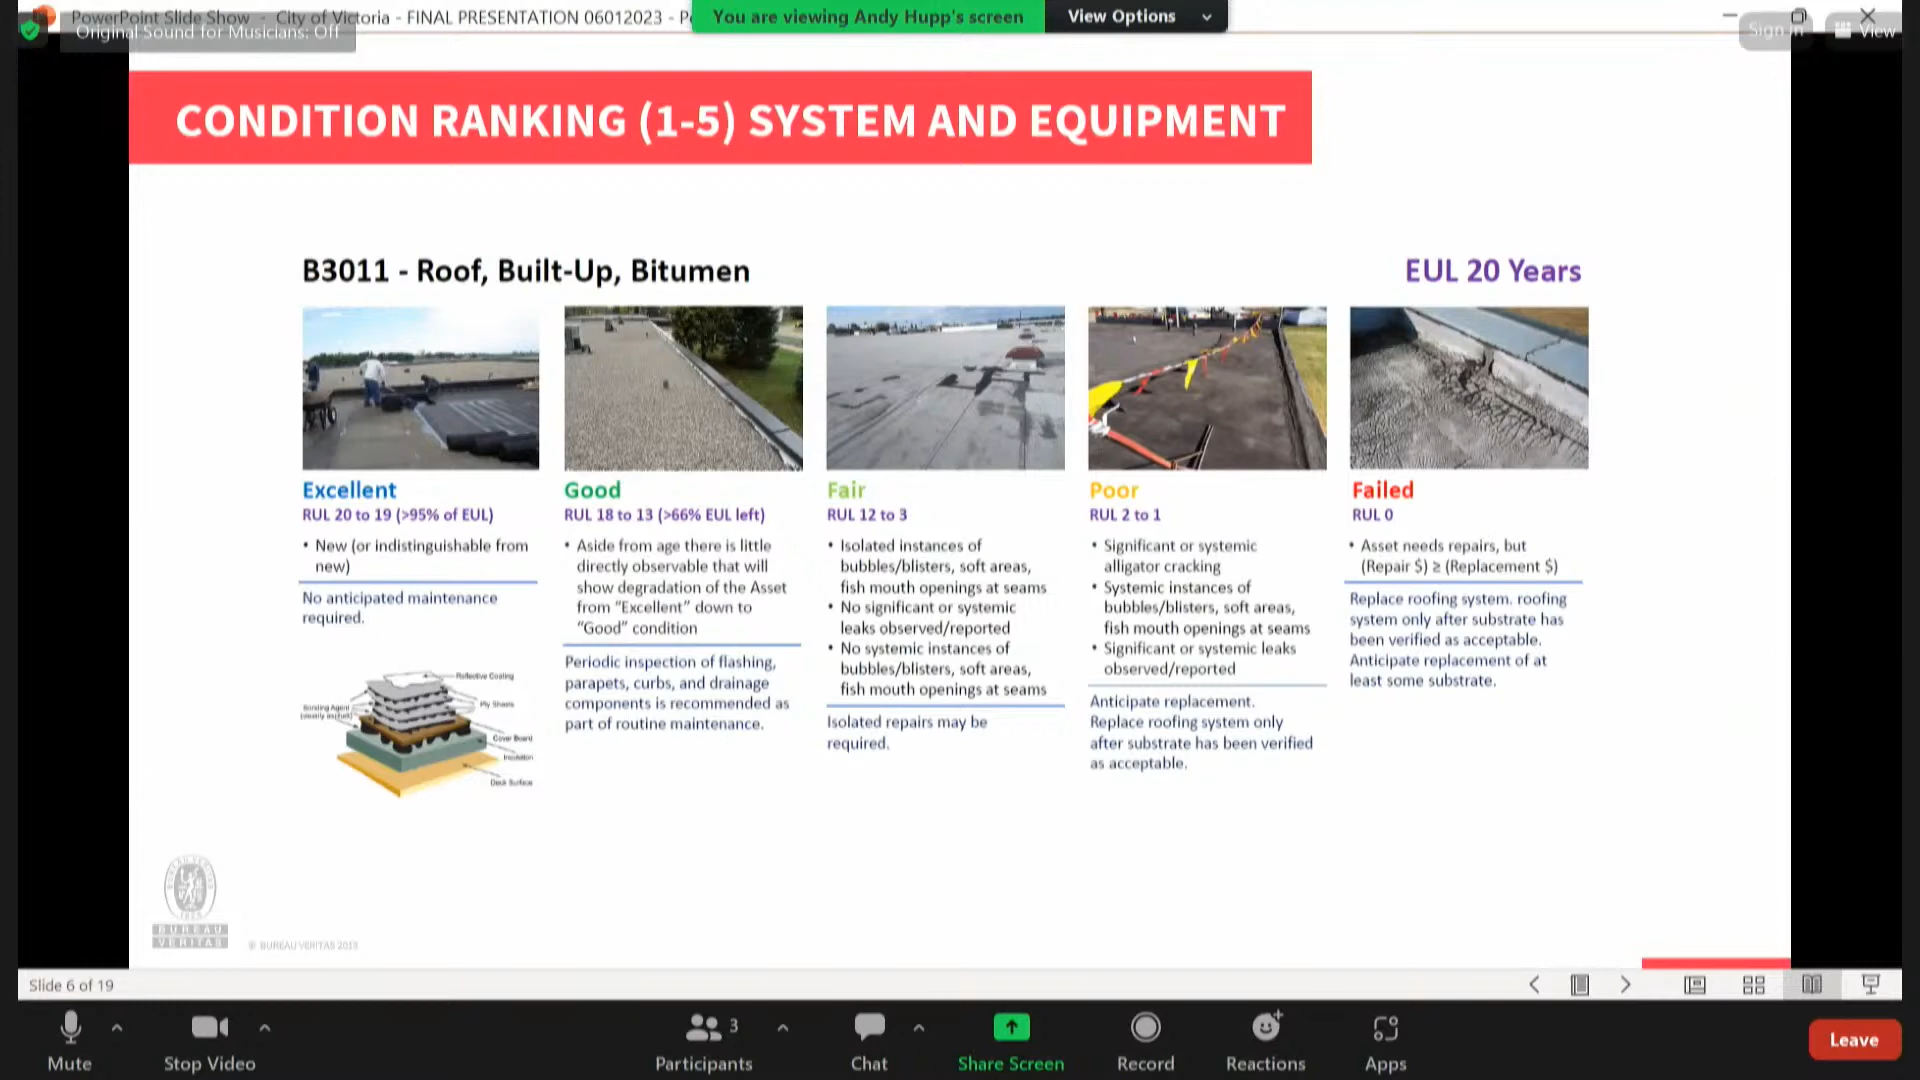 PowerPoint Slide Show - City of Victoria - FINAL PRESENTATION 06012023 - P
You are viewing Andy Hupp's screen
View Options
Original Sound for Musicians: Off
Sign in
View
CONDITION RANKING (1-5) SYSTEM AND EQUIPMENT
B3011 - Roof, Built-Up, Bitumen
EUL 20 Years
Excellent
RUL 20 to 19 (>95% of EUL)
• New (or indistinguishable from
new)
No anticipated maintenance
required.
Reflective Coating
Bonding Agent
(usually asphalt)
Ply Sheets
Cover Board
Insulation
Deck Surface
Good
RUL 18 to 13 (>66% EUL left)
• Aside from age there is little
directly observable that will
show degradation of the Asset
from “Excellent” down to
“Good” condition
Periodic inspection of flashing,
parapets, curbs, and drainage
components is recommended as
part of routine maintenance.
Fair
RUL 12 to 3
• Isolated instances of
bubbles/blisters, soft areas,
fish mouth openings at seams
• No significant or systemic
leaks observed/reported
• No systemic instances of
bubbles/blisters, soft areas,
fish mouth openings at seams
Isolated repairs may be
required.
Poor
RUL 2 to 1
• Significant or systemic
alligator cracking
• Systemic instances of
bubbles/blisters, soft areas,
fish mouth openings at seams
• Significant or systemic leaks
observed/reported
Anticipate replacement.
Replace roofing system only
after substrate has been verified
as acceptable.
Failed
RUL 0
• Asset needs repairs, but
(Repair $) ≥ (Replacement $)
Replace roofing system. roofing
system only after substrate has
been verified as acceptable.
Anticipate replacement of at
least some substrate.
BUREAU
VERITAS
© BUREAU VERITAS 2013
Slide 6 of 19
Mute
Stop Video
3
Participants
Chat
Share Screen
Record
Reactions
Apps
Leave